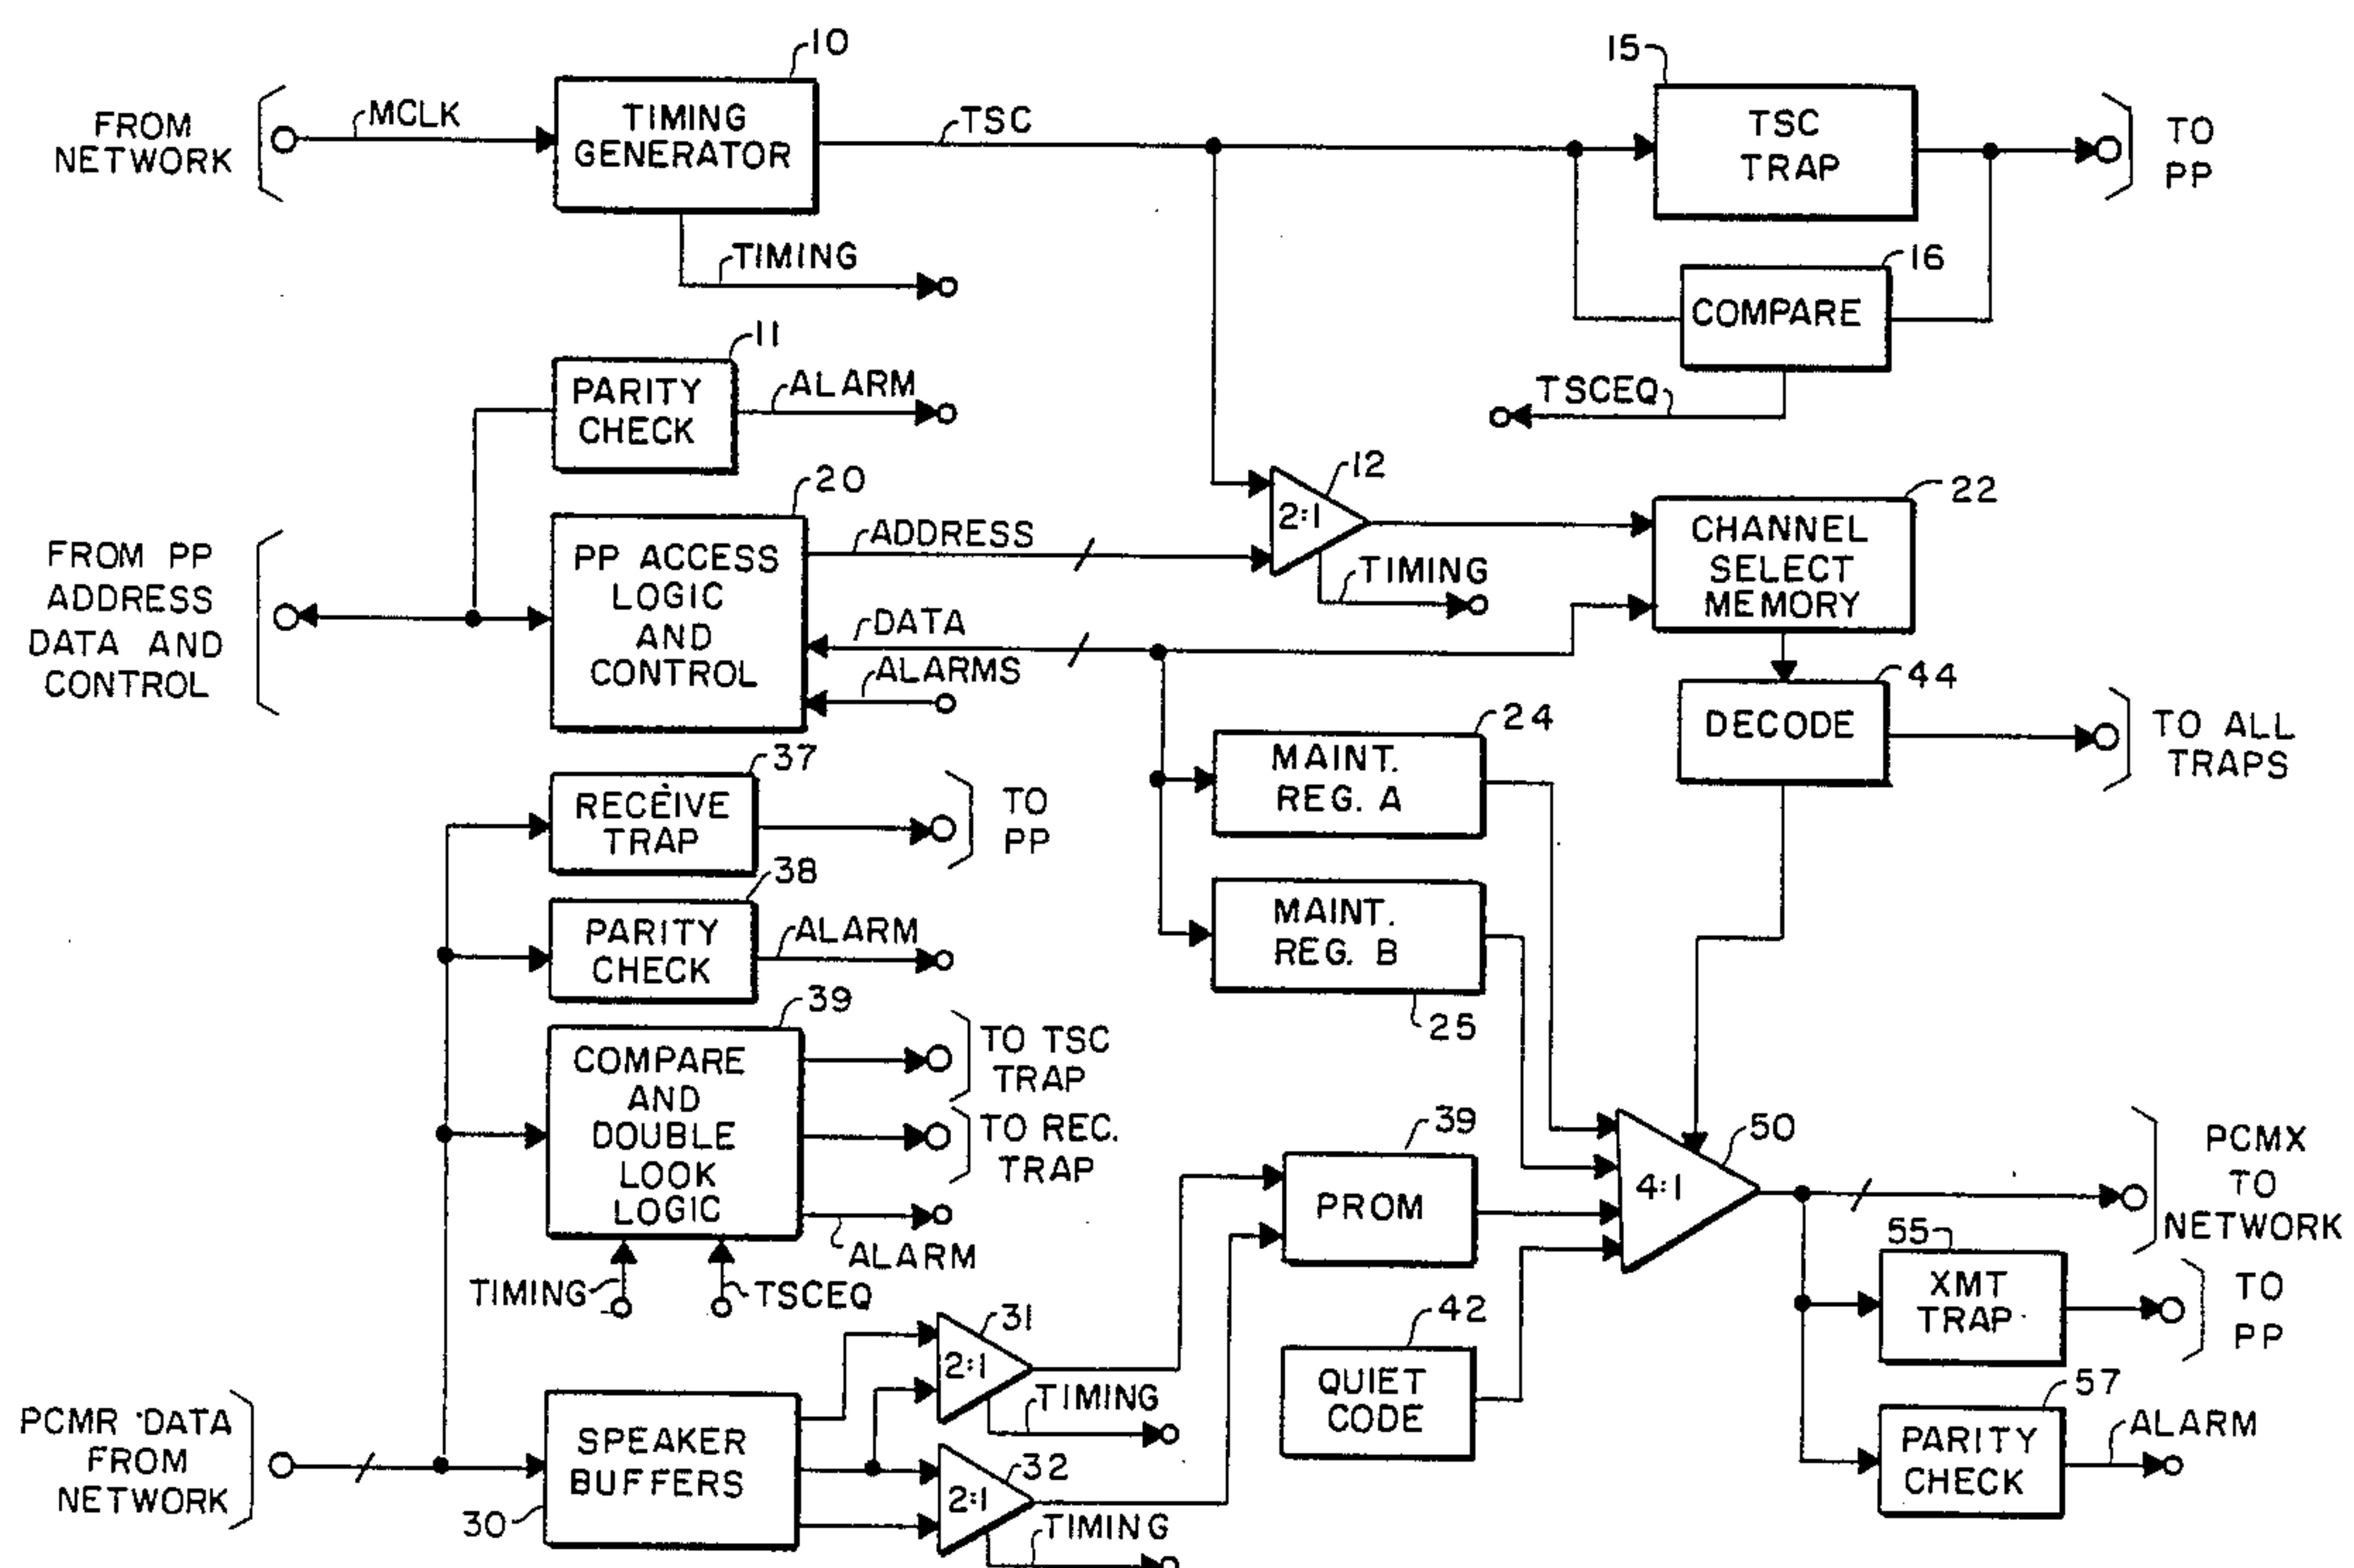 10
15
FROM
NETWORK
MCLK
TIMING
GENERATOR
TSC
TSC
TRAP
TO
PP
TIMING
16
COMPARE
11
PARITY
CHECK
ALARM
TSCEQ
12
2:1
20
22
FROM PP
ADDRESS
DATA AND
CONTROL
PP ACCESS
LOGIC
AND
CONTROL
ADDRESS
TIMING
CHANNEL
SELECT
MEMORY
DATA
ALARMS
44
DECODE
TO ALL
TRAPS
24
MAINT.
REG. A
37
RECEIVE
TRAP
TO
PP
38
PARITY
CHECK
ALARM
MAINT.
REG. B
25
39
COMPARE
AND
DOUBLE
LOOK
LOGIC
TO TSC
TRAP
TO REC.
TRAP
ALARM
TIMING
TSCEQ
39
PROM
50
4:1
PCMX
TO
NETWORK
55
XMT
TRAP
TO
PP
31
2:1
TIMING
42
QUIET
CODE
57
PARITY
CHECK
ALARM
PCMR DATA
FROM
NETWORK
SPEAKER
BUFFERS
30
32
2:1
TIMING